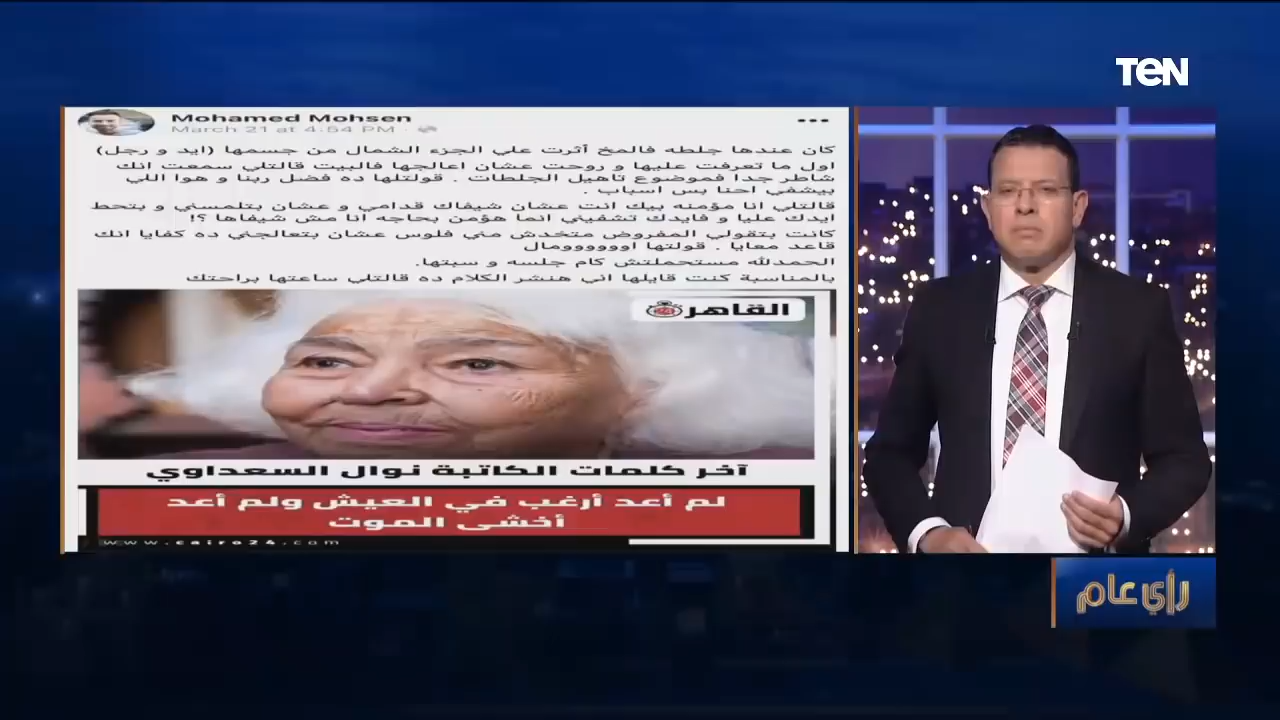 TEN
Mohamed Mohsen
March 21 at 4:54 PM
كان عندها جلطه فالمخ آثرت علي الجزء الشمال من جسمها (ايد و رجل)
اول ما تعرفت عليها و روحت عشان اعالجها فالبيت قالتلي سمعت انك
شاطر جدا فموضوع تاهيل الجلطات . قولتلها ده فضل ربنا و هوا اللي
بيشفي احنا بس اسباب .
قالتلي انا مؤمنه بيك انت عشان شيفاك قدامي و عشان بتلمسني و بتحط
ايدك عليا و فايدك تشفيني انما هؤمن بحاجه انا مش شيفاها ؟!
كانت بتقولي المفروض متخدش مني فلوس عشان بتعالجني ده كفايا انك
قاعد معايا . قولتها اوووووومال
الحمدلله مستحملتش كام جلسه و سبتها.
بالمناسبة كنت قايلها اني هنشر الكلام ده قالتلي ساعتها براحتك
القاهر 24
آخر كلمات الكاتبة نوال السعداوي
لم أعد أرغب في العيش ولم أعد
أخشى الموت
www.cairo24.com
رأي عام